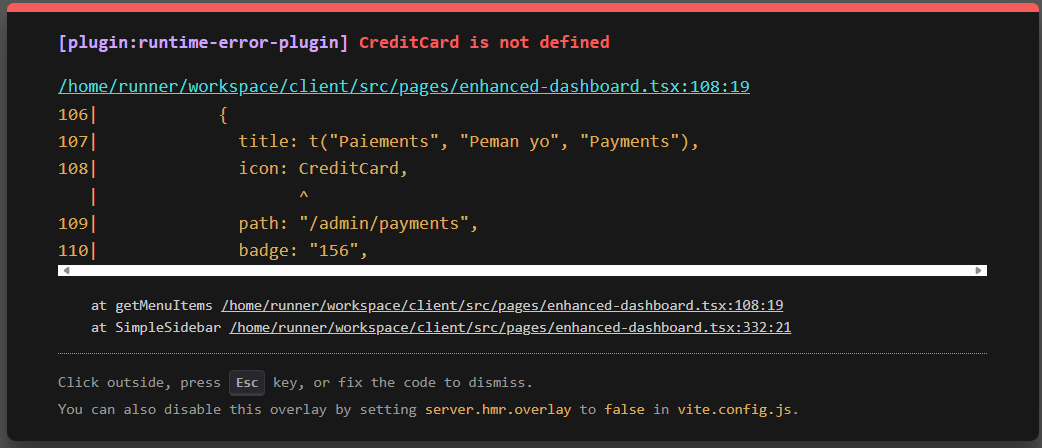 [plugin:runtime-error-plugin] CreditCard is not defined
/home/runner/workspace/client/src/pages/enhanced-dashboard.tsx:108:19
106|            {
107|              title: t("Paiements", "Peman yo", "Payments"),
108|              icon: CreditCard,
   |                    ^
109|              path: "/admin/payments",
110|              badge: "156",
at getMenuItems /home/runner/workspace/client/src/pages/enhanced-dashboard.tsx:108:19
at SimpleSidebar /home/runner/workspace/client/src/pages/enhanced-dashboard.tsx:332:21
Click outside, press Esc key, or fix the code to dismiss.
You can also disable this overlay by setting server.hmr.overlay to false in vite.config.js.